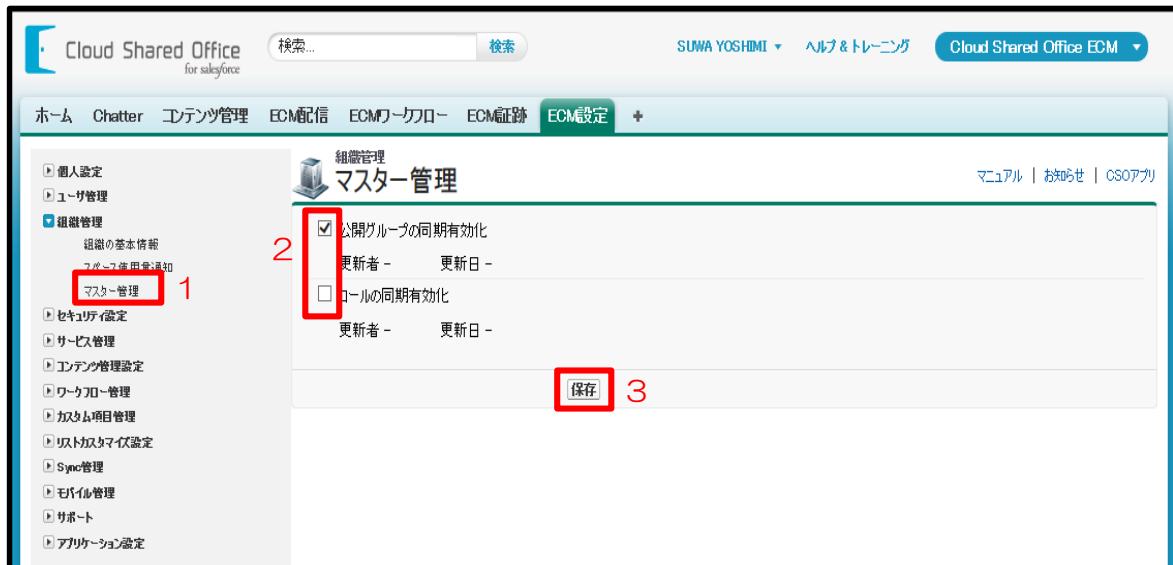 Cloud Shared Office
for salesforce
検索... 検索
SUWA YOSHIMI ヘルプ & トレーニング Cloud Shared Office ECM
ホーム Chatter コンテンツ管理 ECM配信 ECMワークフロー ECM証跡 ECM設定 +
個人設定
ユーザ管理
組織管理
組織の基本情報
スペース使用量通知
マスター管理 1
セキュリティ設定
サービス管理
コンテンツ管理設定
ワークフロー管理
カスタム項目管理
リストカスタマイズ設定
Sync管理
モバイル管理
サポート
アプリケーション設定
組織管理
マスター管理
マニュアル | お知らせ | CSOアプリ
2
公開グループの同期有効化
更新者 - 更新日 -
ロールの同期有効化
更新者 - 更新日 -
保存 3